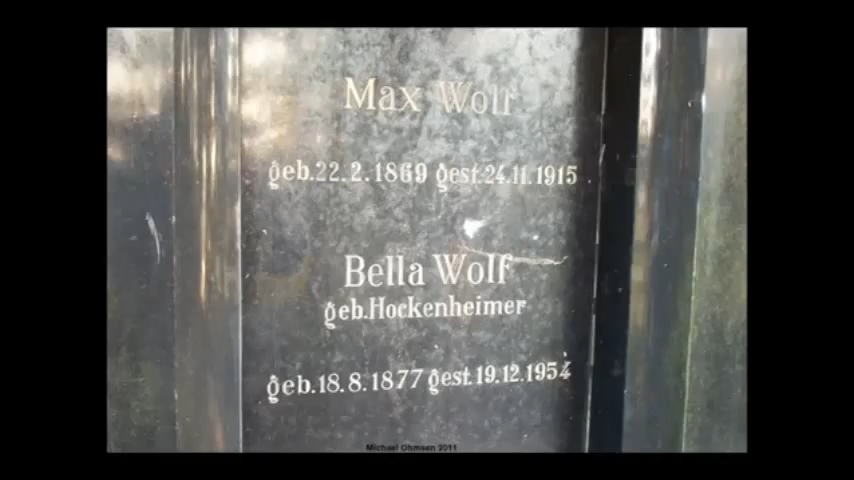 Max Wolf
geb.22.2.1869 gest.24.11.1915
Bella Wolf
geb.Hockenheimer
geb.18.8.1877 gest.19.12.1954
Michael Ohmsen 2011